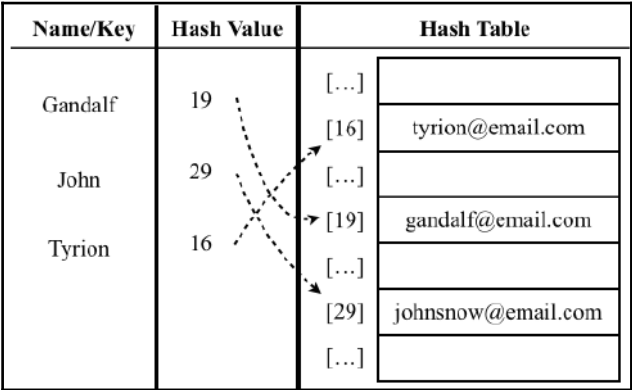 Name/Key Hash Value Hash Table
[...]
Gandalf 19
[16] tyrion@email.com
John 29 [...]
[19] gandalf@email.com
Tyrion 16
[...]
[29] johnsnow@email.com
[...]